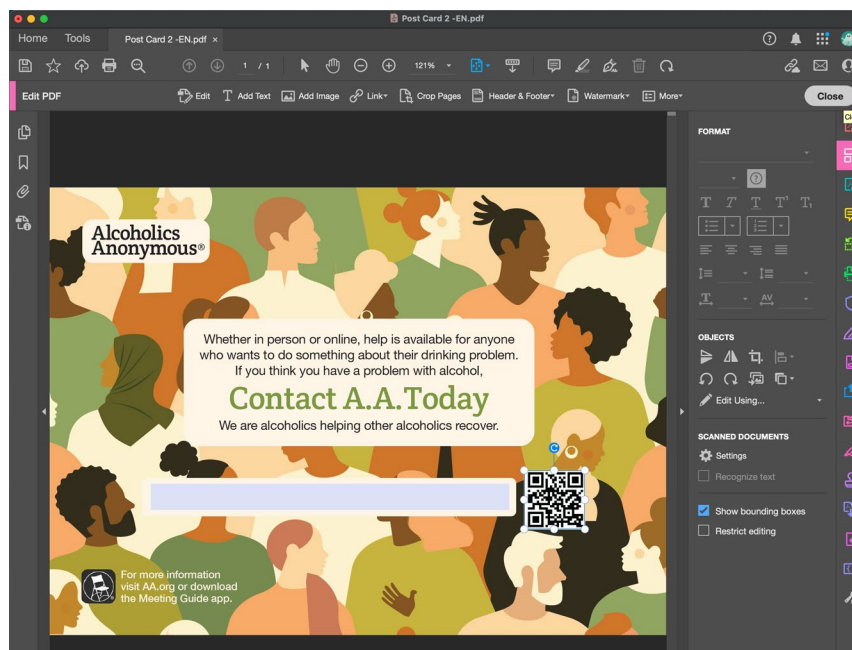 Post Card 2 -EN.pdf
Home
Tools
Post Card 2 -EN.pdf ×
1 / 1
121%
Edit PDF
Edit
Add Text
Add Image
Link
Crop Pages
Header & Footer
Watermark
More
Close
FORMAT
OBJECTS
Edit Using...
SCANNED DOCUMENTS
Settings
Recognize text
Show bounding boxes
Restrict editing
Alcoholics
Anonymous®
Whether in person or online, help is available for anyone
who wants to do something about their drinking problem.
If you think you have a problem with alcohol,
Contact A.A. Today
We are alcoholics helping other alcoholics recover.
For more information
visit AA.org or download
the Meeting Guide app.